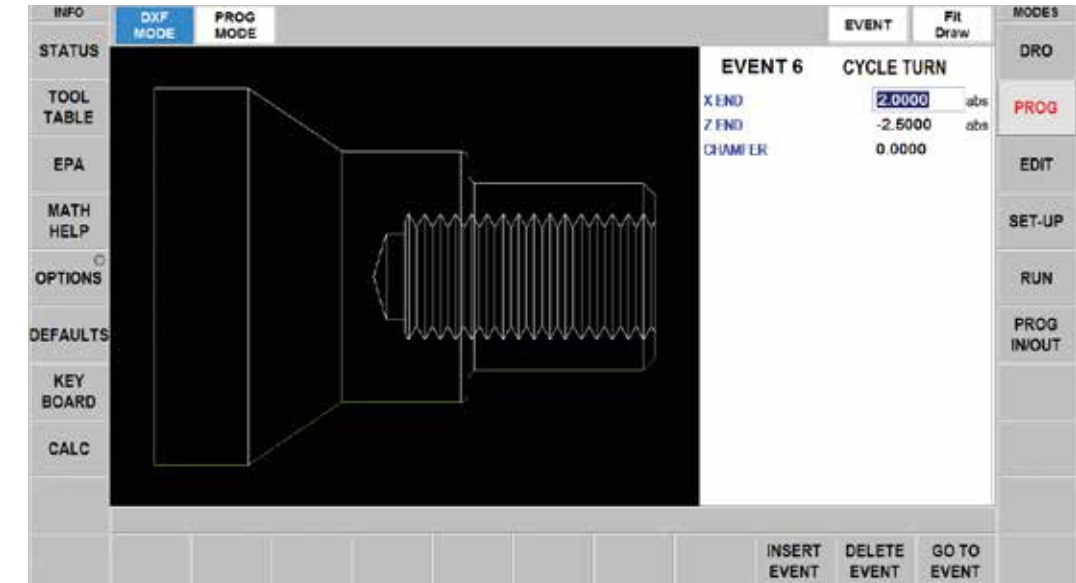 INFO
DXF
MODE
PROG
MODE
EVENT
Fit
Draw
MODES
STATUS
TOOL
TABLE
EPA
MATH
HELP
OPTIONS
DEFAULTS
KEY
BOARD
CALC
EVENT 6 CYCLE TURN
X END 2.0000 abs
Z END -2.5000 abs
CHAMFER 0.0000
DRO
PROG
EDIT
SET-UP
RUN
PROG
IN/OUT
INSERT
EVENT
DELETE
EVENT
GO TO
EVENT